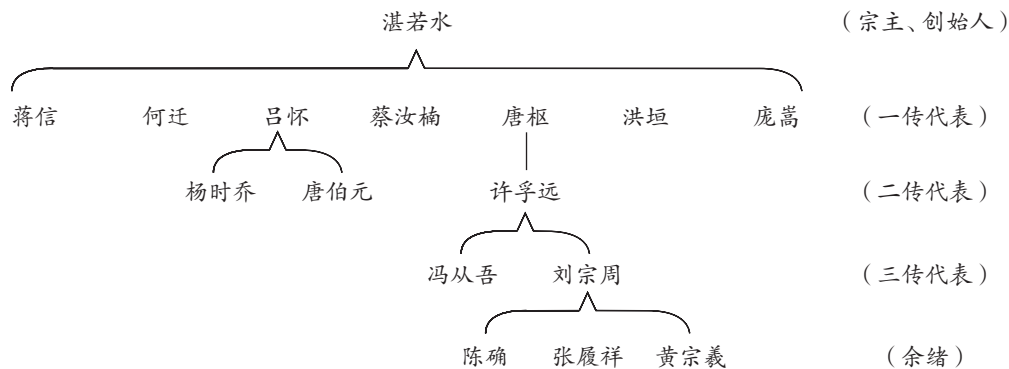 湛若水 （宗主、创始人）
蒋信 何迁 吕怀 蔡汝楠 唐枢 洪垣 庞嵩 （一传代表）
杨时乔 唐伯元 许孚远 （二传代表）
冯从吾 刘宗周 （三传代表）
陈确 张履祥 黄宗羲 （余绪）